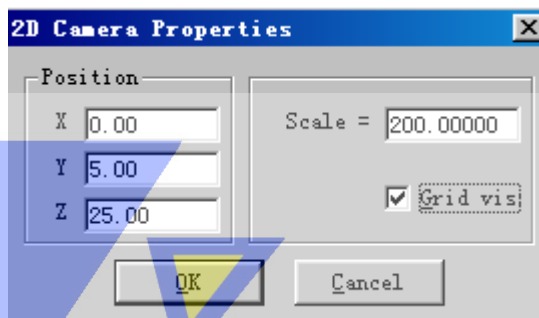 2D Camera Properties
Position
X 0.00
Y 5.00
Z 25.00
Scale = 200.00000
Grid vis
OK
Cancel